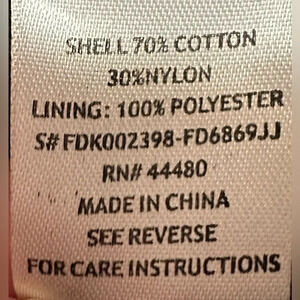 SHELL 70% COTTON
30%NYLON
LINING: 100% POLYESTER
S# FDK002398-FD6869JJ
RN# 44480
MADE IN CHINA
SEE REVERSE
FOR CARE INSTRUCTIONS